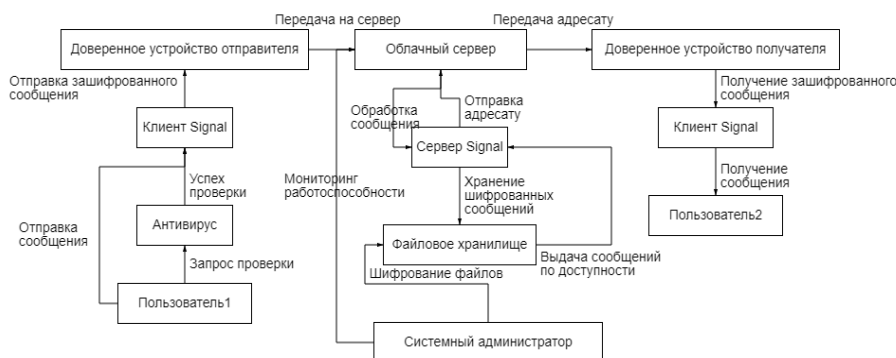 Передача на сервер
Передача адресату
Доверенное устройство отправителя
Облачный сервер
Доверенное устройство получателя
Отправка зашифрованного
сообщения
Обработка
сообщения
Отправка
адресату
Получение зашифрованного
сообщения
Клиент Signal
Сервер Signal
Клиент Signal
Успех
проверки
Мониторинг
работоспособности
Хранение
шифрованных
сообщений
Получение
сообщения
Отправка
сообщения
Антивирус
Файловое хранилище
Пользователь2
Запрос проверки
Шифрование файлов
Выдача сообщений
по доступности
Пользователь1
Системный администратор